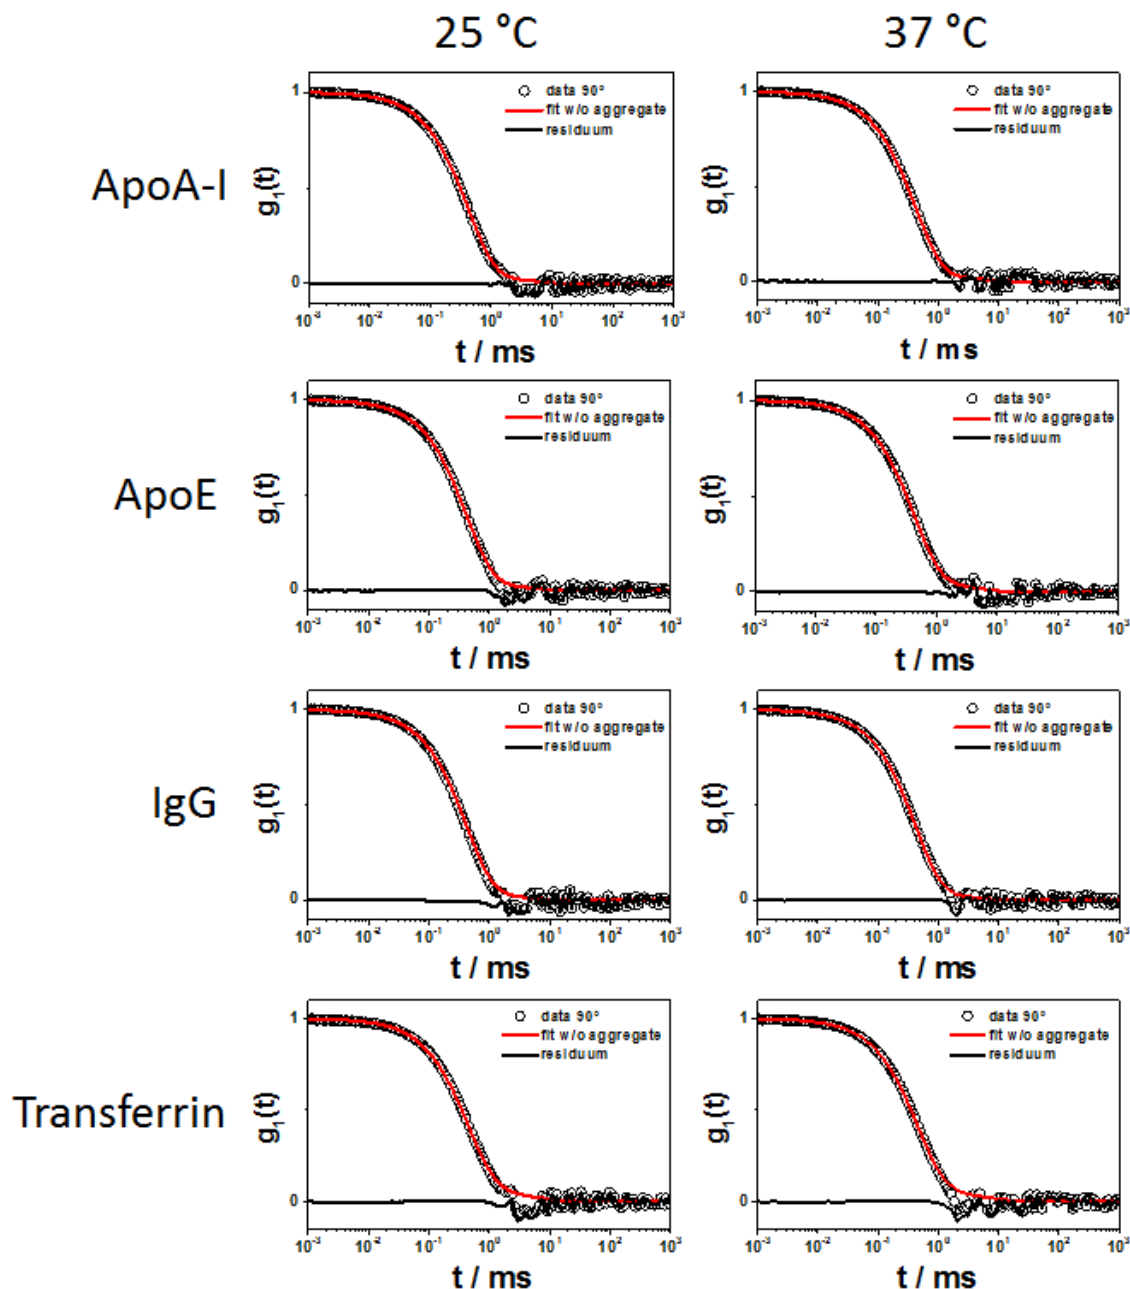 25 °C
37 °C
ApoA-I
1
data 90°
fit w/o aggregate
residuum
g₁(t)
0
10⁻³ 10⁻² 10⁻¹ 10⁰ 10¹ 10² 10³
t / ms
1
data 90°
fit w/o aggregate
residuum
g₁(t)
0
10⁻³ 10⁻² 10⁻¹ 10⁰ 10¹ 10² 10³
t / ms
ApoE
1
data 90°
fit w/o aggregate
residuum
g₁(t)
0
10⁻³ 10⁻² 10⁻¹ 10⁰ 10¹ 10² 10³
t / ms
1
data 90°
fit w/o aggregate
residuum
g₁(t)
0
10⁻³ 10⁻² 10⁻¹ 10⁰ 10¹ 10² 10³
t / ms
IgG
1
data 90°
fit w/o aggregate
residuum
g₁(t)
0
10⁻³ 10⁻² 10⁻¹ 10⁰ 10¹ 10² 10³
t / ms
1
data 90°
fit w/o aggregate
residuum
g₁(t)
0
10⁻³ 10⁻² 10⁻¹ 10⁰ 10¹ 10² 10³
t / ms
Transferrin
1
data 90°
fit w/o aggregate
residuum
g₁(t)
0
10⁻³ 10⁻² 10⁻¹ 10⁰ 10¹ 10² 10³
t / ms
1
data 90°
fit w/o aggregate
residuum
g₁(t)
0
10⁻³ 10⁻² 10⁻¹ 10⁰ 10¹ 10² 10³
t / ms